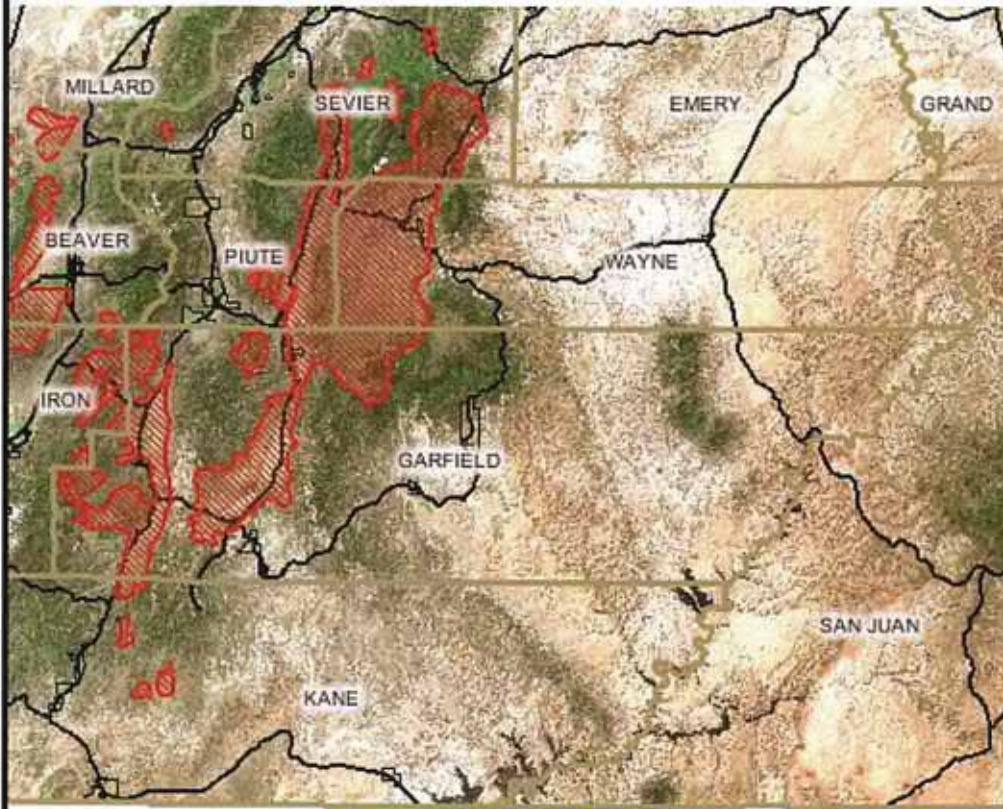 MILLARD
SEVIER
EMERY
GRAND
BEAVER
PIUTE
WAYNE
IRON
GARFIELD
SAN JUAN
KANE